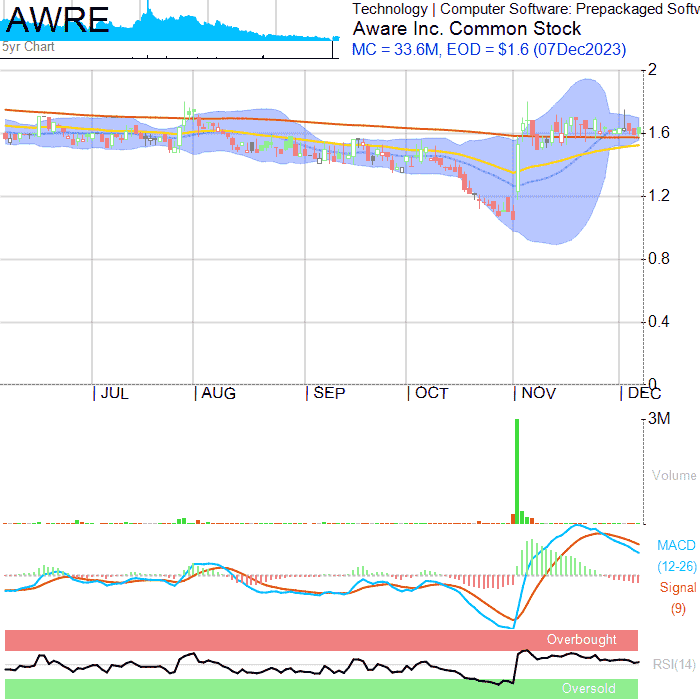 AWRE
5yr Chart
Technology | Computer Software: Prepackaged Softw
Aware Inc. Common Stock
MC = 33.6M, EOD = $1.6 (07Dec2023)
2
1.6
1.2
0.8
0.4
0
JUL
AUG
SEP
OCT
NOV
DEC
3M
Volume
MACD
(12-26)
Signal
(9)
Overbought
RSI(14)
Oversold